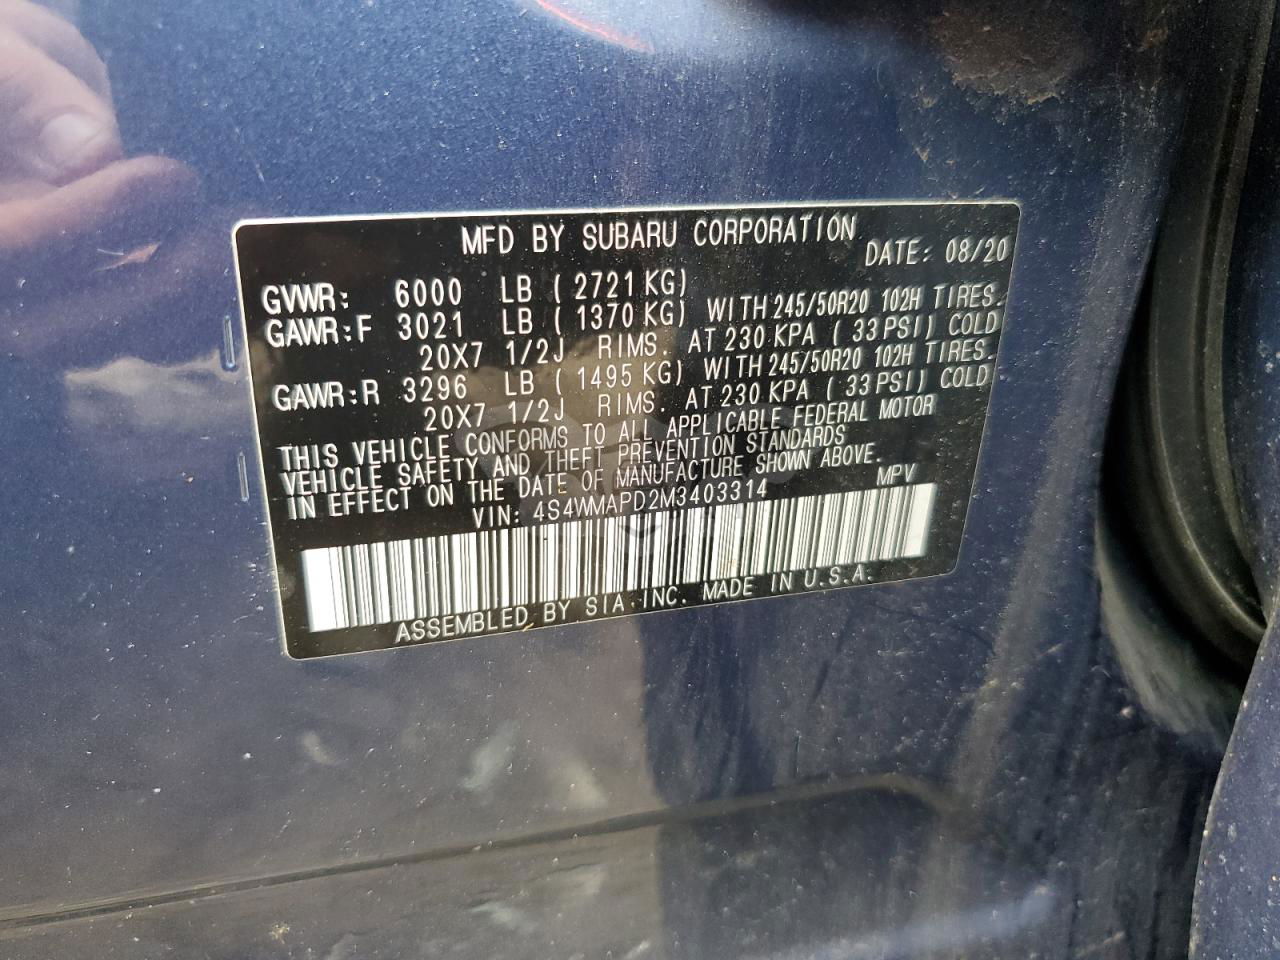 MFD BY SUBARU CORPORATION
DATE: 08/20
GVWR: 6000 LB ( 2721 KG)
GAWR:F 3021 LB ( 1370 KG) WITH 245/50R20 102H TIRES.
20X7 1/2J RIMS. AT 230 KPA ( 33 PSI) COLD
GAWR:R 3296 LB ( 1495 KG) WITH 245/50R20 102H TIRES.
20X7 1/2J RIMS. AT 230 KPA ( 33 PSI) COLD
THIS VEHICLE CONFORMS TO ALL APPLICABLE FEDERAL MOTOR
VEHICLE SAFETY AND THEFT PREVENTION STANDARDS
IN EFFECT ON THE DATE OF MANUFACTURE SHOWN ABOVE.
VIN: 4S4WMAPD2M3403314 MPV
ASSEMBLED BY SIA.INC. MADE IN U.S.A.